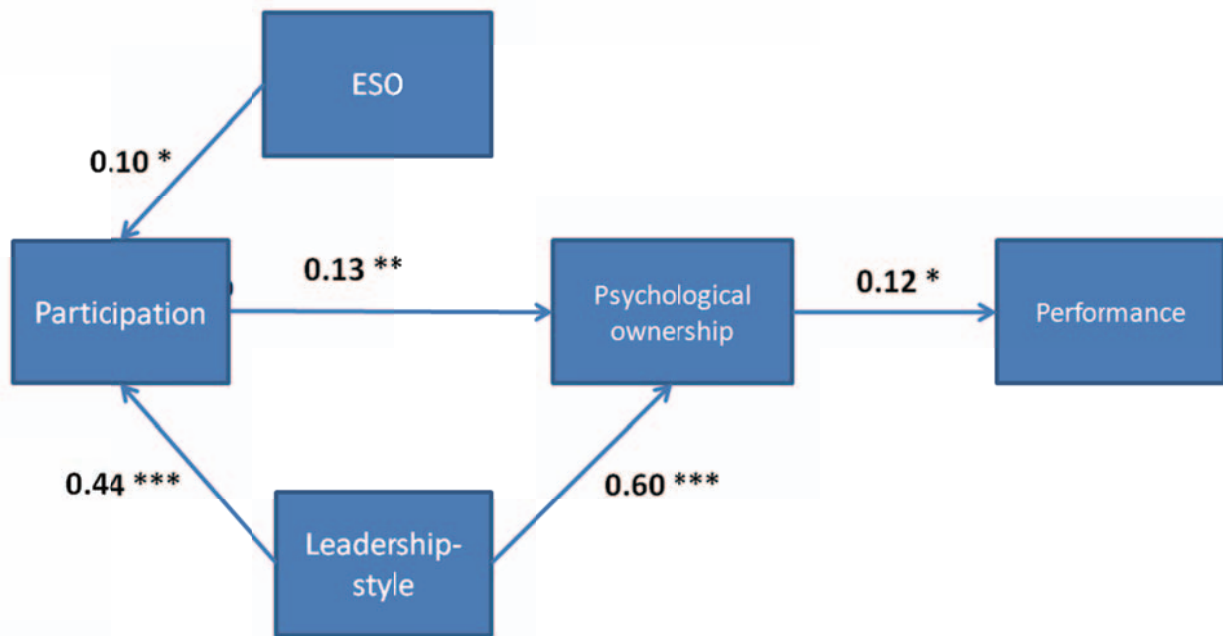 ESO
0.10 *
Participation
0.13 **
Psychological
ownership
0.12 *
Performance
0.44 ***
0.60 ***
Leadership-
style